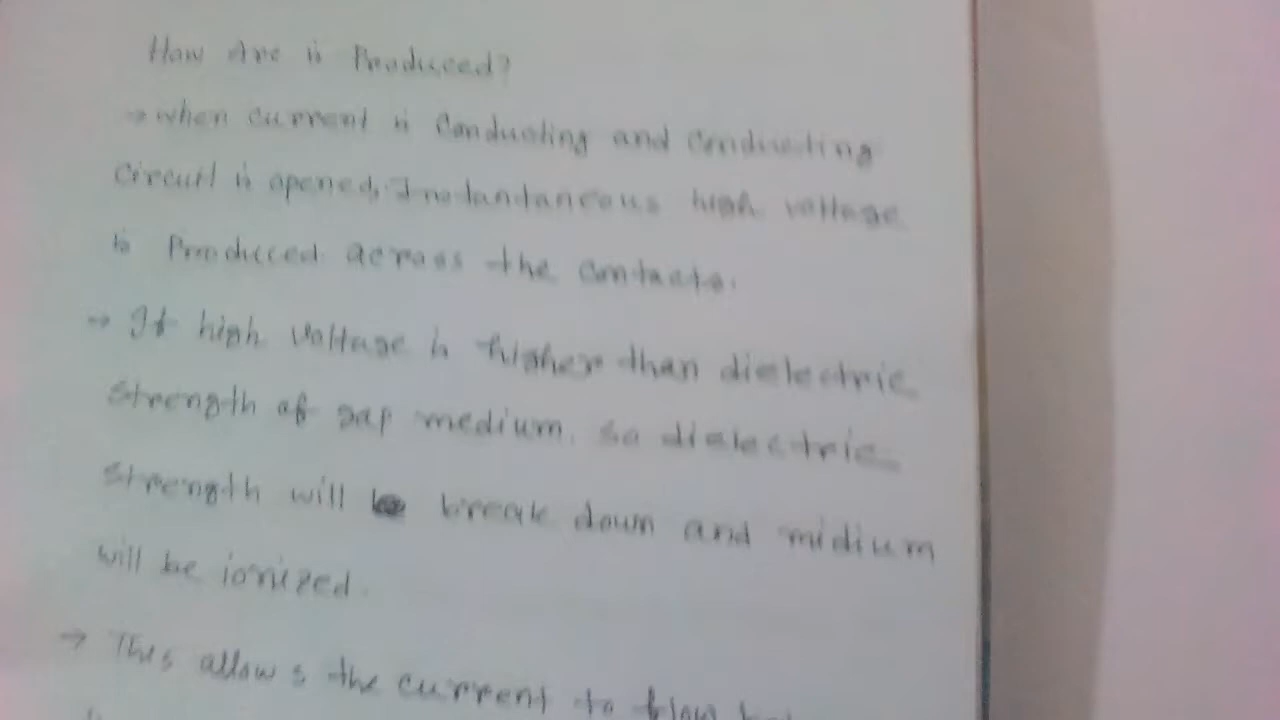 How Arc is Produced?
→ when current is conducting and conducting
circuit is opened, Instantaneous high voltage
is Produced across the contacts.
→ If high voltage is higher than dielectric
strength of gap medium. so dielectric
strength will break down and midium
will be ionized.
→ This allows the current to flow